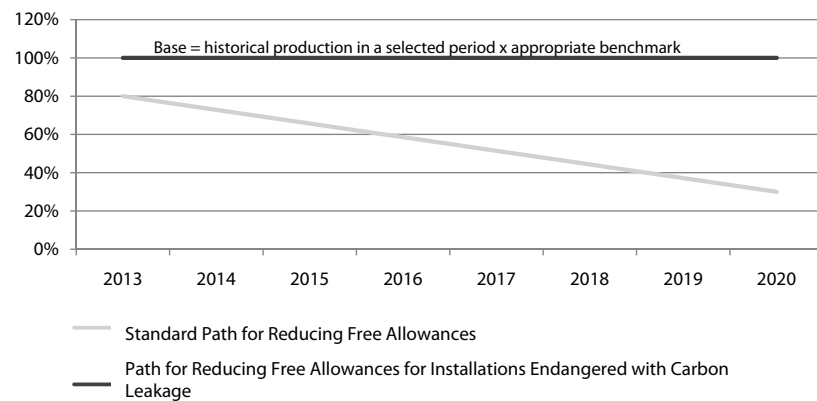 120%
Base = historical production in a selected period x appropriate benchmark
100%
80%
60%
40%
20%
0%
2013 2014 2015 2016 2017 2018 2019 2020
Standard Path for Reducing Free Allowances
Path for Reducing Free Allowances for Installations Endangered with Carbon
Leakage